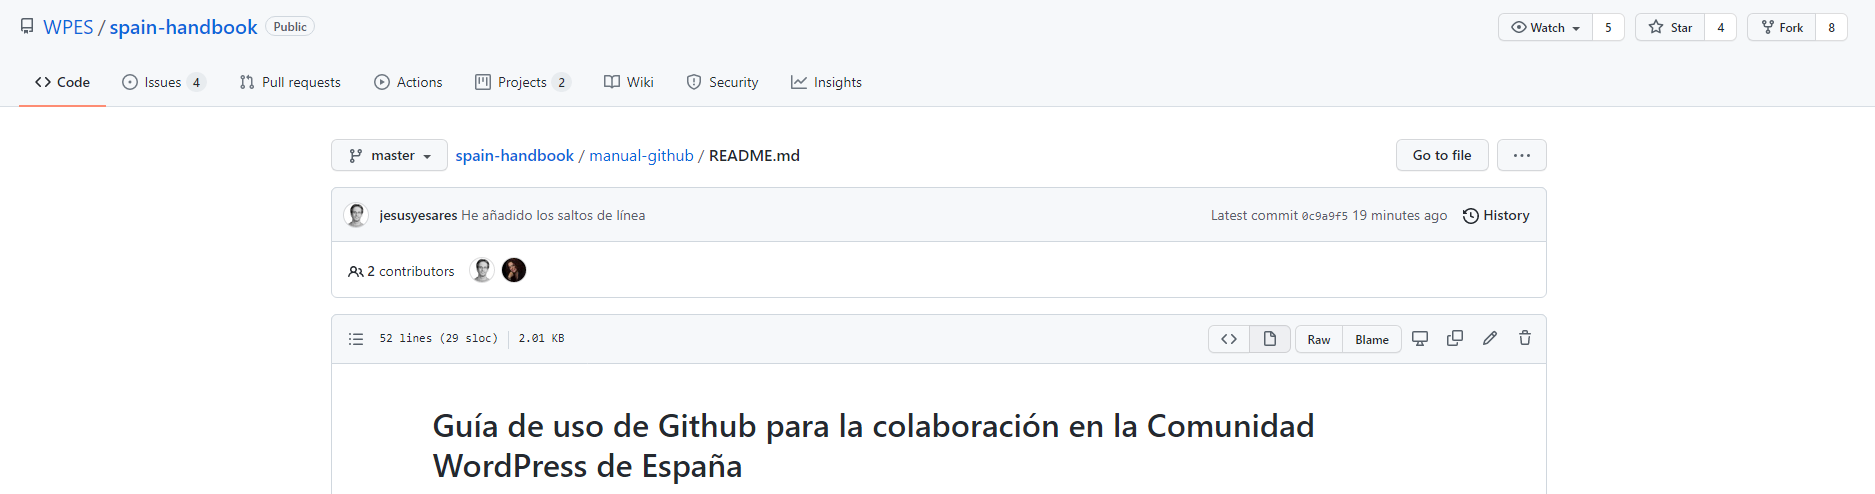 WPES / spain-handbook Public Watch 5 Star 4 Fork 8
Code Issues 4 Pull requests Actions Projects 2 Wiki Security Insights
master spain-handbook / manual-github / README.md Go to file ...
jesusyesares He añadido los saltos de línea Latest commit 0c9a9f5 19 minutes ago History
2 contributors
52 lines (29 sloc) 2.01 KB <> Raw Blame
Guía de uso de Github para la colaboración en la Comunidad
WordPress de España